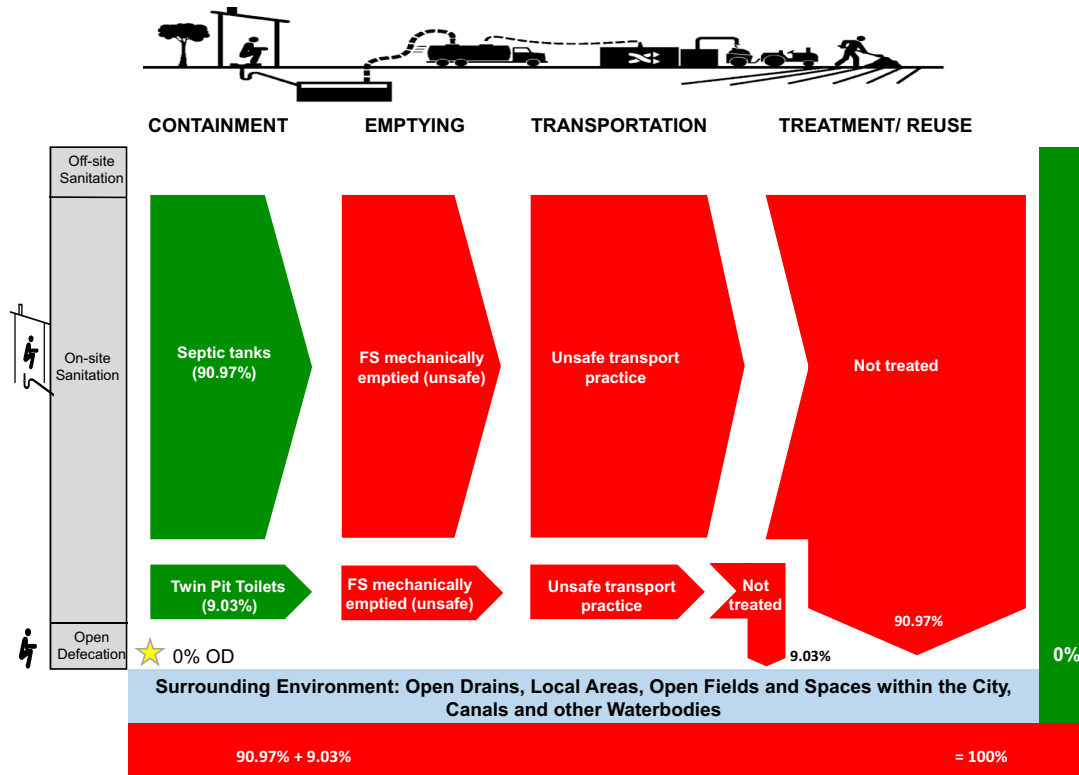 CONTAINMENT
EMPTYING
TRANSPORTATION
TREATMENT/ REUSE
Off-site
Sanitation
On-site
Sanitation
Open
Defecation
Septic tanks
(90.97%)
FS mechanically
emptied (unsafe)
Unsafe transport
practice
Not treated
Twin Pit Toilets
(9.03%)
FS mechanically
emptied (unsafe)
Unsafe transport
practice
Not
treated
90.97%
9.03%
0% OD
0%
Surrounding Environment: Open Drains, Local Areas, Open Fields and Spaces within the City,
Canals and other Waterbodies
90.97% + 9.03%
= 100%